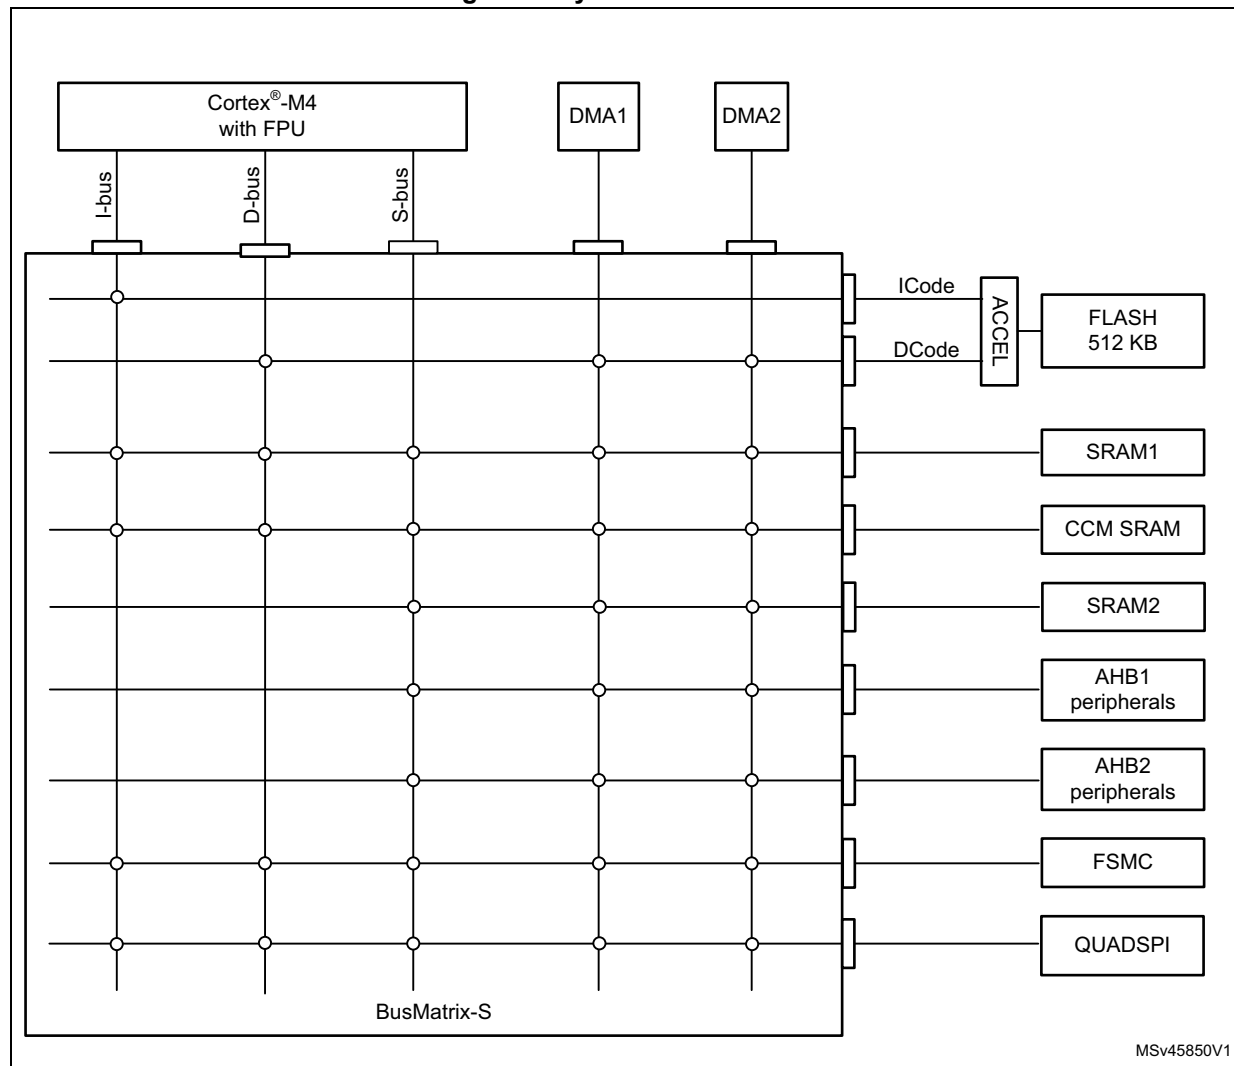 Cortex®-M4
with FPU
DMA1
DMA2
I-bus
D-bus
S-bus
ICode
DCode
ACCEL
FLASH
512 KB
SRAM1
CCM SRAM
SRAM2
AHB1
peripherals
AHB2
peripherals
FSMC
QUADSPI
BusMatrix-S
MSv45850V1